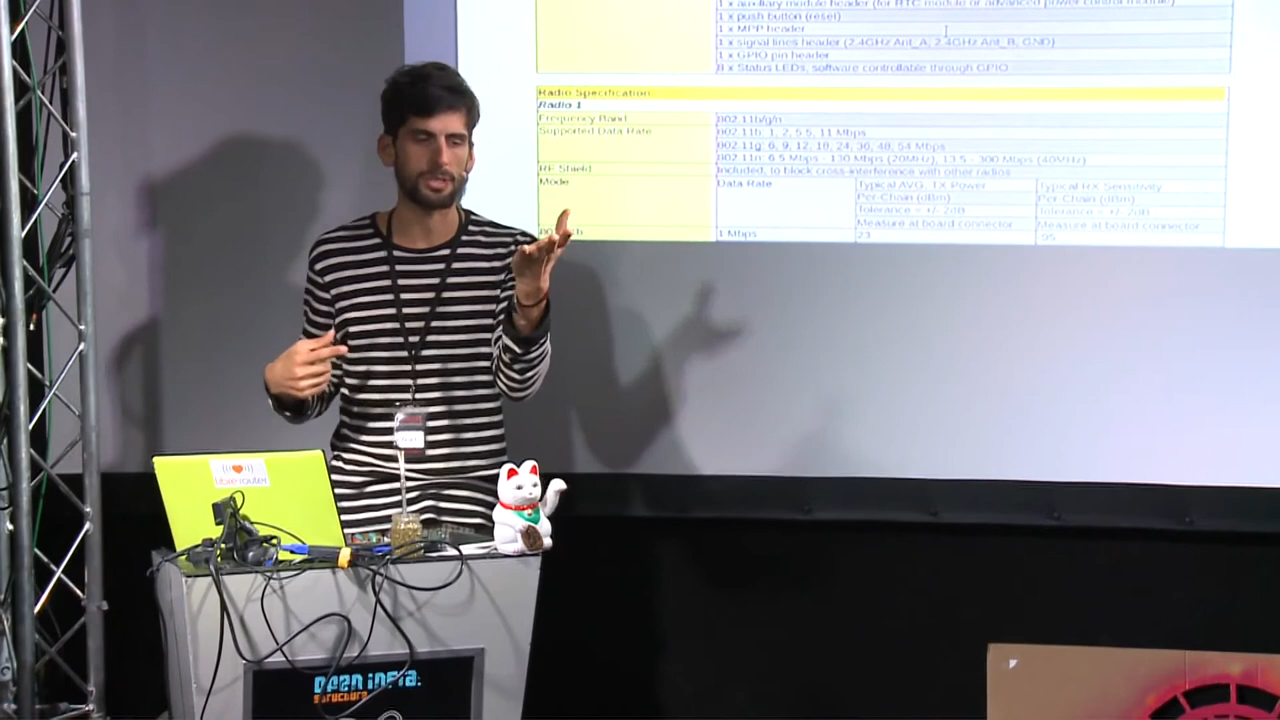 1 x auxiliary module header (for RTC module or advanced power control module)
1 x push button (reset)
1 x MPP header
1 x signal lines header (2.4GHz Ant_A, 2.4GHz Ant_B, GND)
1 x GPIO pin header
8 x Status LEDs, software controllable through GPIO
Radio Specification
Radio 1
Frequency Band 802.11b/g/n
Supported Data Rate 802.11b: 1, 2, 5.5, 11 Mbps
802.11g: 6, 9, 12, 18, 24, 36, 48, 54 Mbps
802.11n: 6.5 Mbps - 130 Mbps (20MHz), 13.5 - 300 Mbps (40MHz)
RF Shield Included, to block cross-interference with other radios
Mode Data Rate Typical AVG. TX Power Typical RX Sensitivity
Per-Chain (dBm) Per-Chain (dBm)
Tolerance = +/- 2dB Tolerance = +/- 2dB
Measure at board connector Measure at board connector
802.11b 1 Mbps 23 -95
((♥))
libre router
open infra:
structure